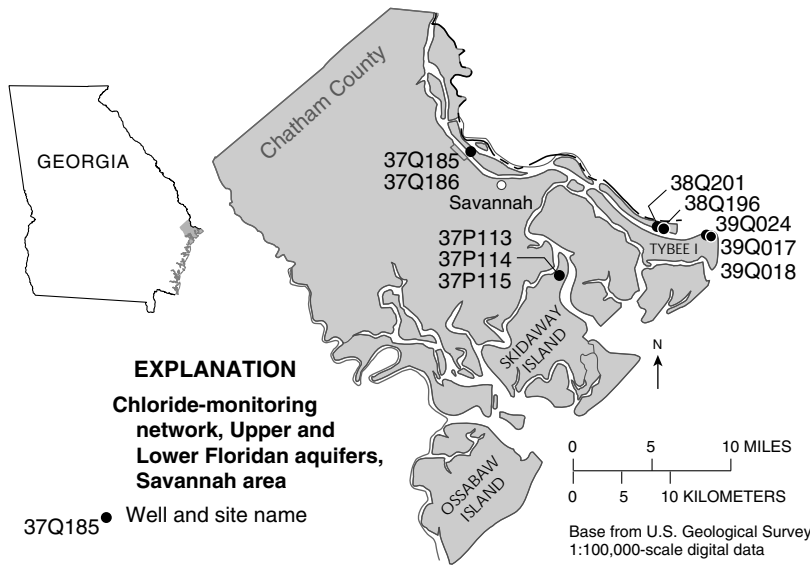 Chatham County
GEORGIA
37Q185
37Q186
Savannah
38Q201
38Q196
39Q024
39Q017
39Q018
TYBEE I
37P113
37P114
37P115
SKIDAWAY
ISLAND
OSSABAW
ISLAND
N
EXPLANATION
Chloride-monitoring
network, Upper and
Lower Floridan aquifers,
Savannah area
37Q185 Well and site name
0 5 10 MILES
0 5 10 KILOMETERS
Base from U.S. Geological Survey
1:100,000-scale digital data